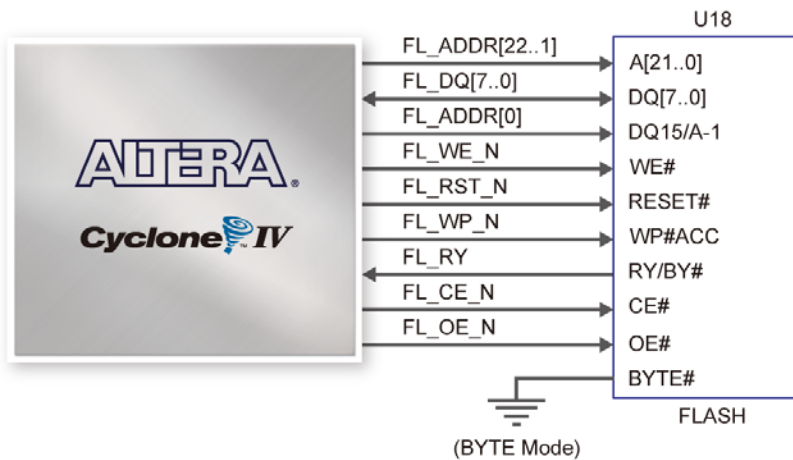 U18
FL_ADDR[22..1] A[21..0]
FL_DQ[7..0] DQ[7..0]
FL_ADDR[0] DQ15/A-1
FL_WE_N WE#
FL_RST_N RESET#
FL_WP_N WP#ACC
FL_RY RY/BY#
FL_CE_N CE#
FL_OE_N OE#
BYTE#
ALTERA.
Cyclone™ IV
FLASH
(BYTE Mode)